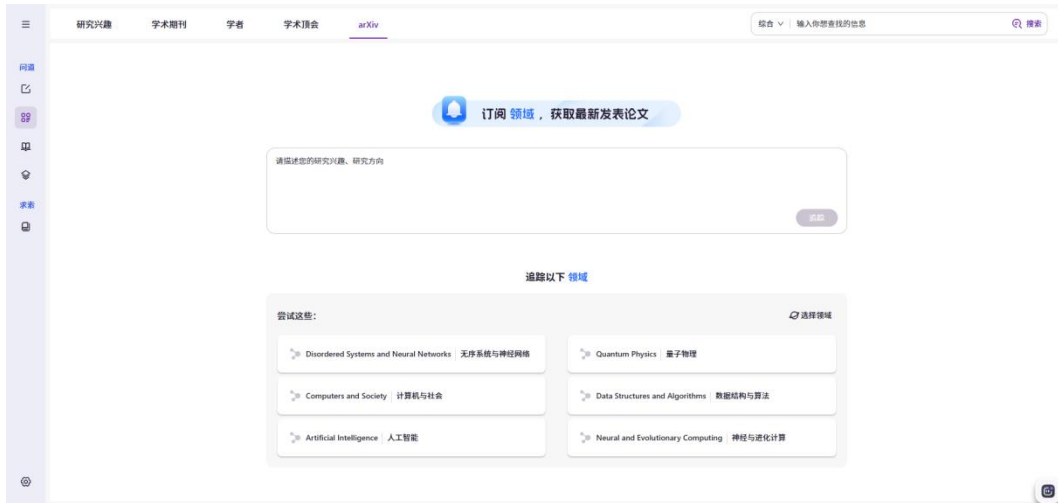 研究兴趣 学术期刊 学者 学术顶会 arXiv 综合 输入你想查找的信息 搜索
问道
订阅 领域，获取最新发表论文
请描述您的研究兴趣、研究方向
求索
追踪
追踪以下 领域
尝试这些： 选择领域
Disordered Systems and Neural Networks 无序系统与神经网络 Quantum Physics 量子物理
Computers and Society 计算机与社会 Data Structures and Algorithms 数据结构与算法
Artificial Intelligence 人工智能 Neural and Evolutionary Computing 神经与进化计算